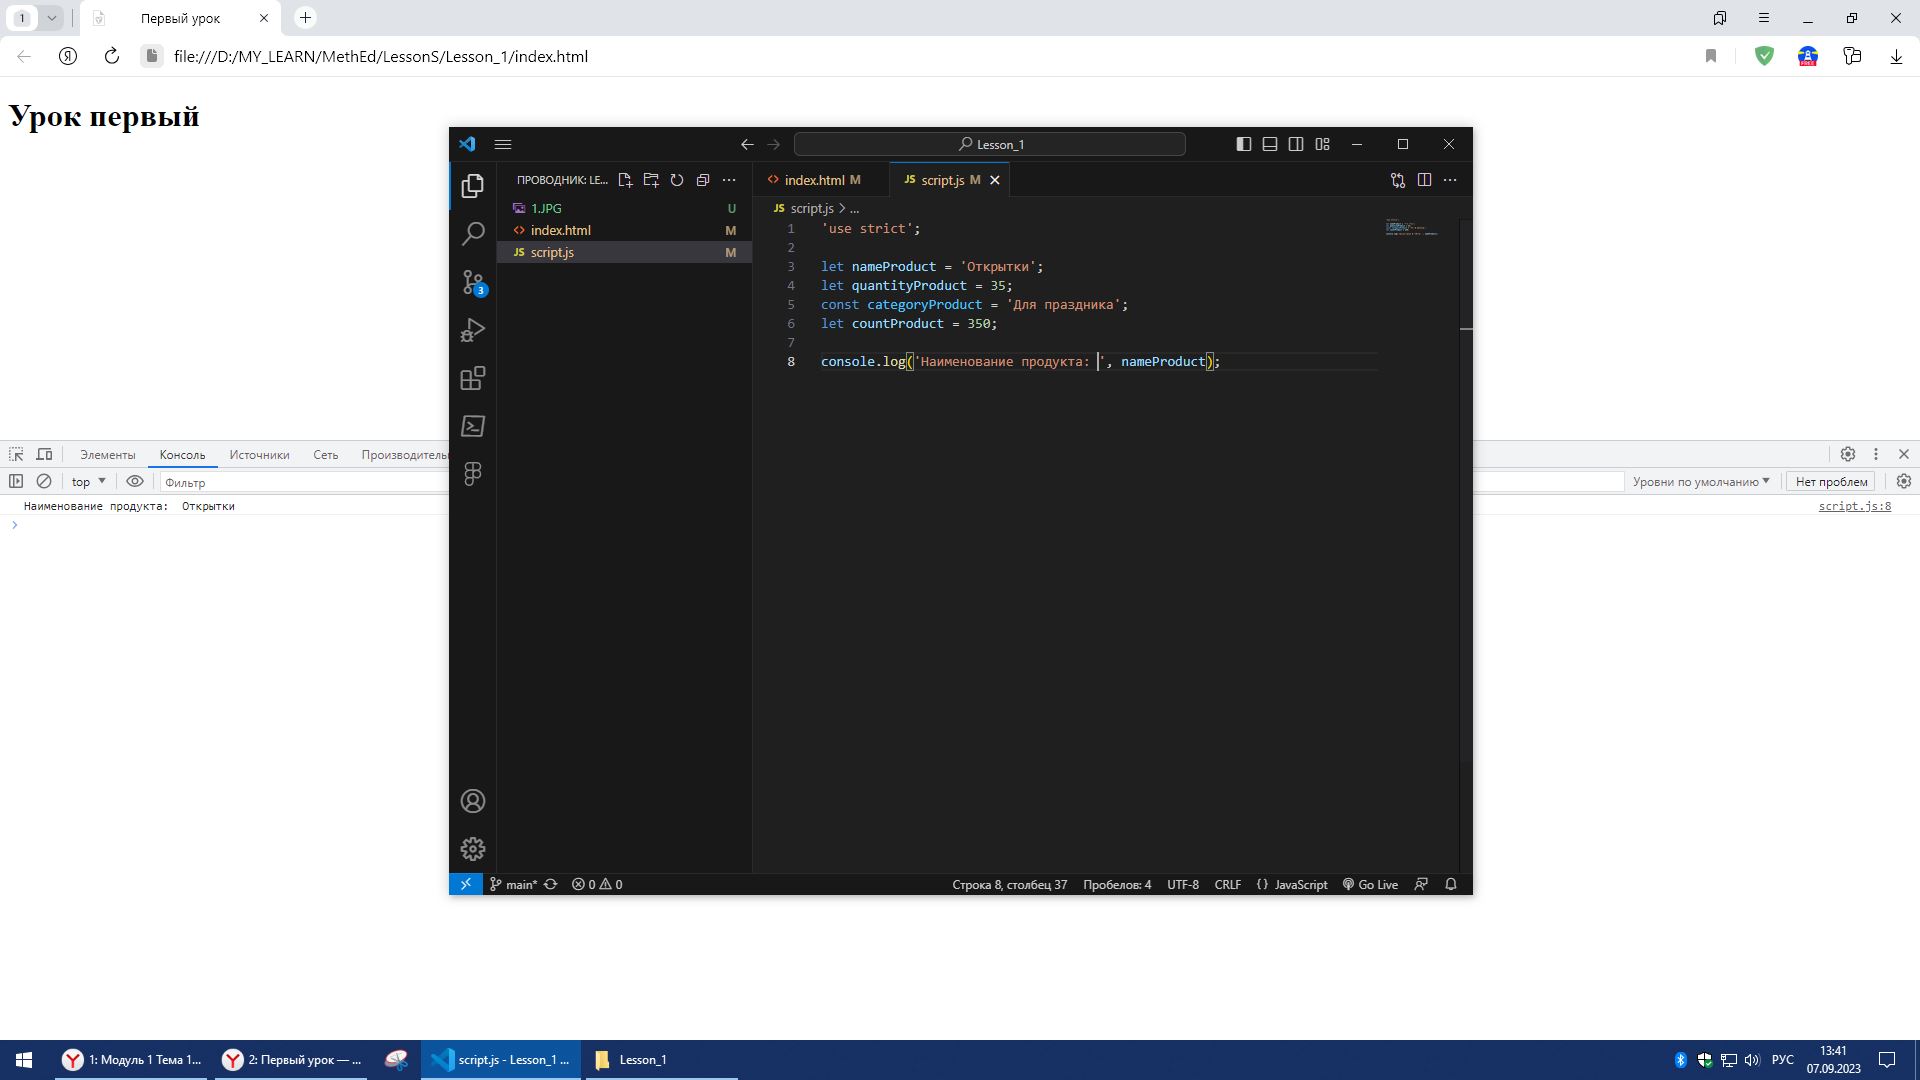 1
Первый урок
file:///D:/MY_LEARN/MethEd/LessonS/Lesson_1/index.html
FREE
Урок первый
Lesson_1
ПРОВОДНИК: LE...
index.html M
JS script.js M
1.JPG U
JS script.js > ...
index.html M
JS script.js M
3
1 'use strict';
2
3 let nameProduct = 'Открытки';
4 let quantityProduct = 35;
5 const categoryProduct = 'Для праздника';
6 let countProduct = 350;
7
8 console.log('Наименование продукта: ', nameProduct);
Элементы Консоль Источники Сеть
top Фильтр Уровни по умолчанию Нет проблем
Наименование продукта:  Открытки script.js:8
>
main* 0 0 Строка 8, столбец 37 Пробелов: 4 UTF-8 CRLF {} JavaScript Go Live
1: Модуль 1 Тема 1... 2: Первый урок — ... script.js - Lesson_1 ... Lesson_1 РУС 13:41
07.09.2023